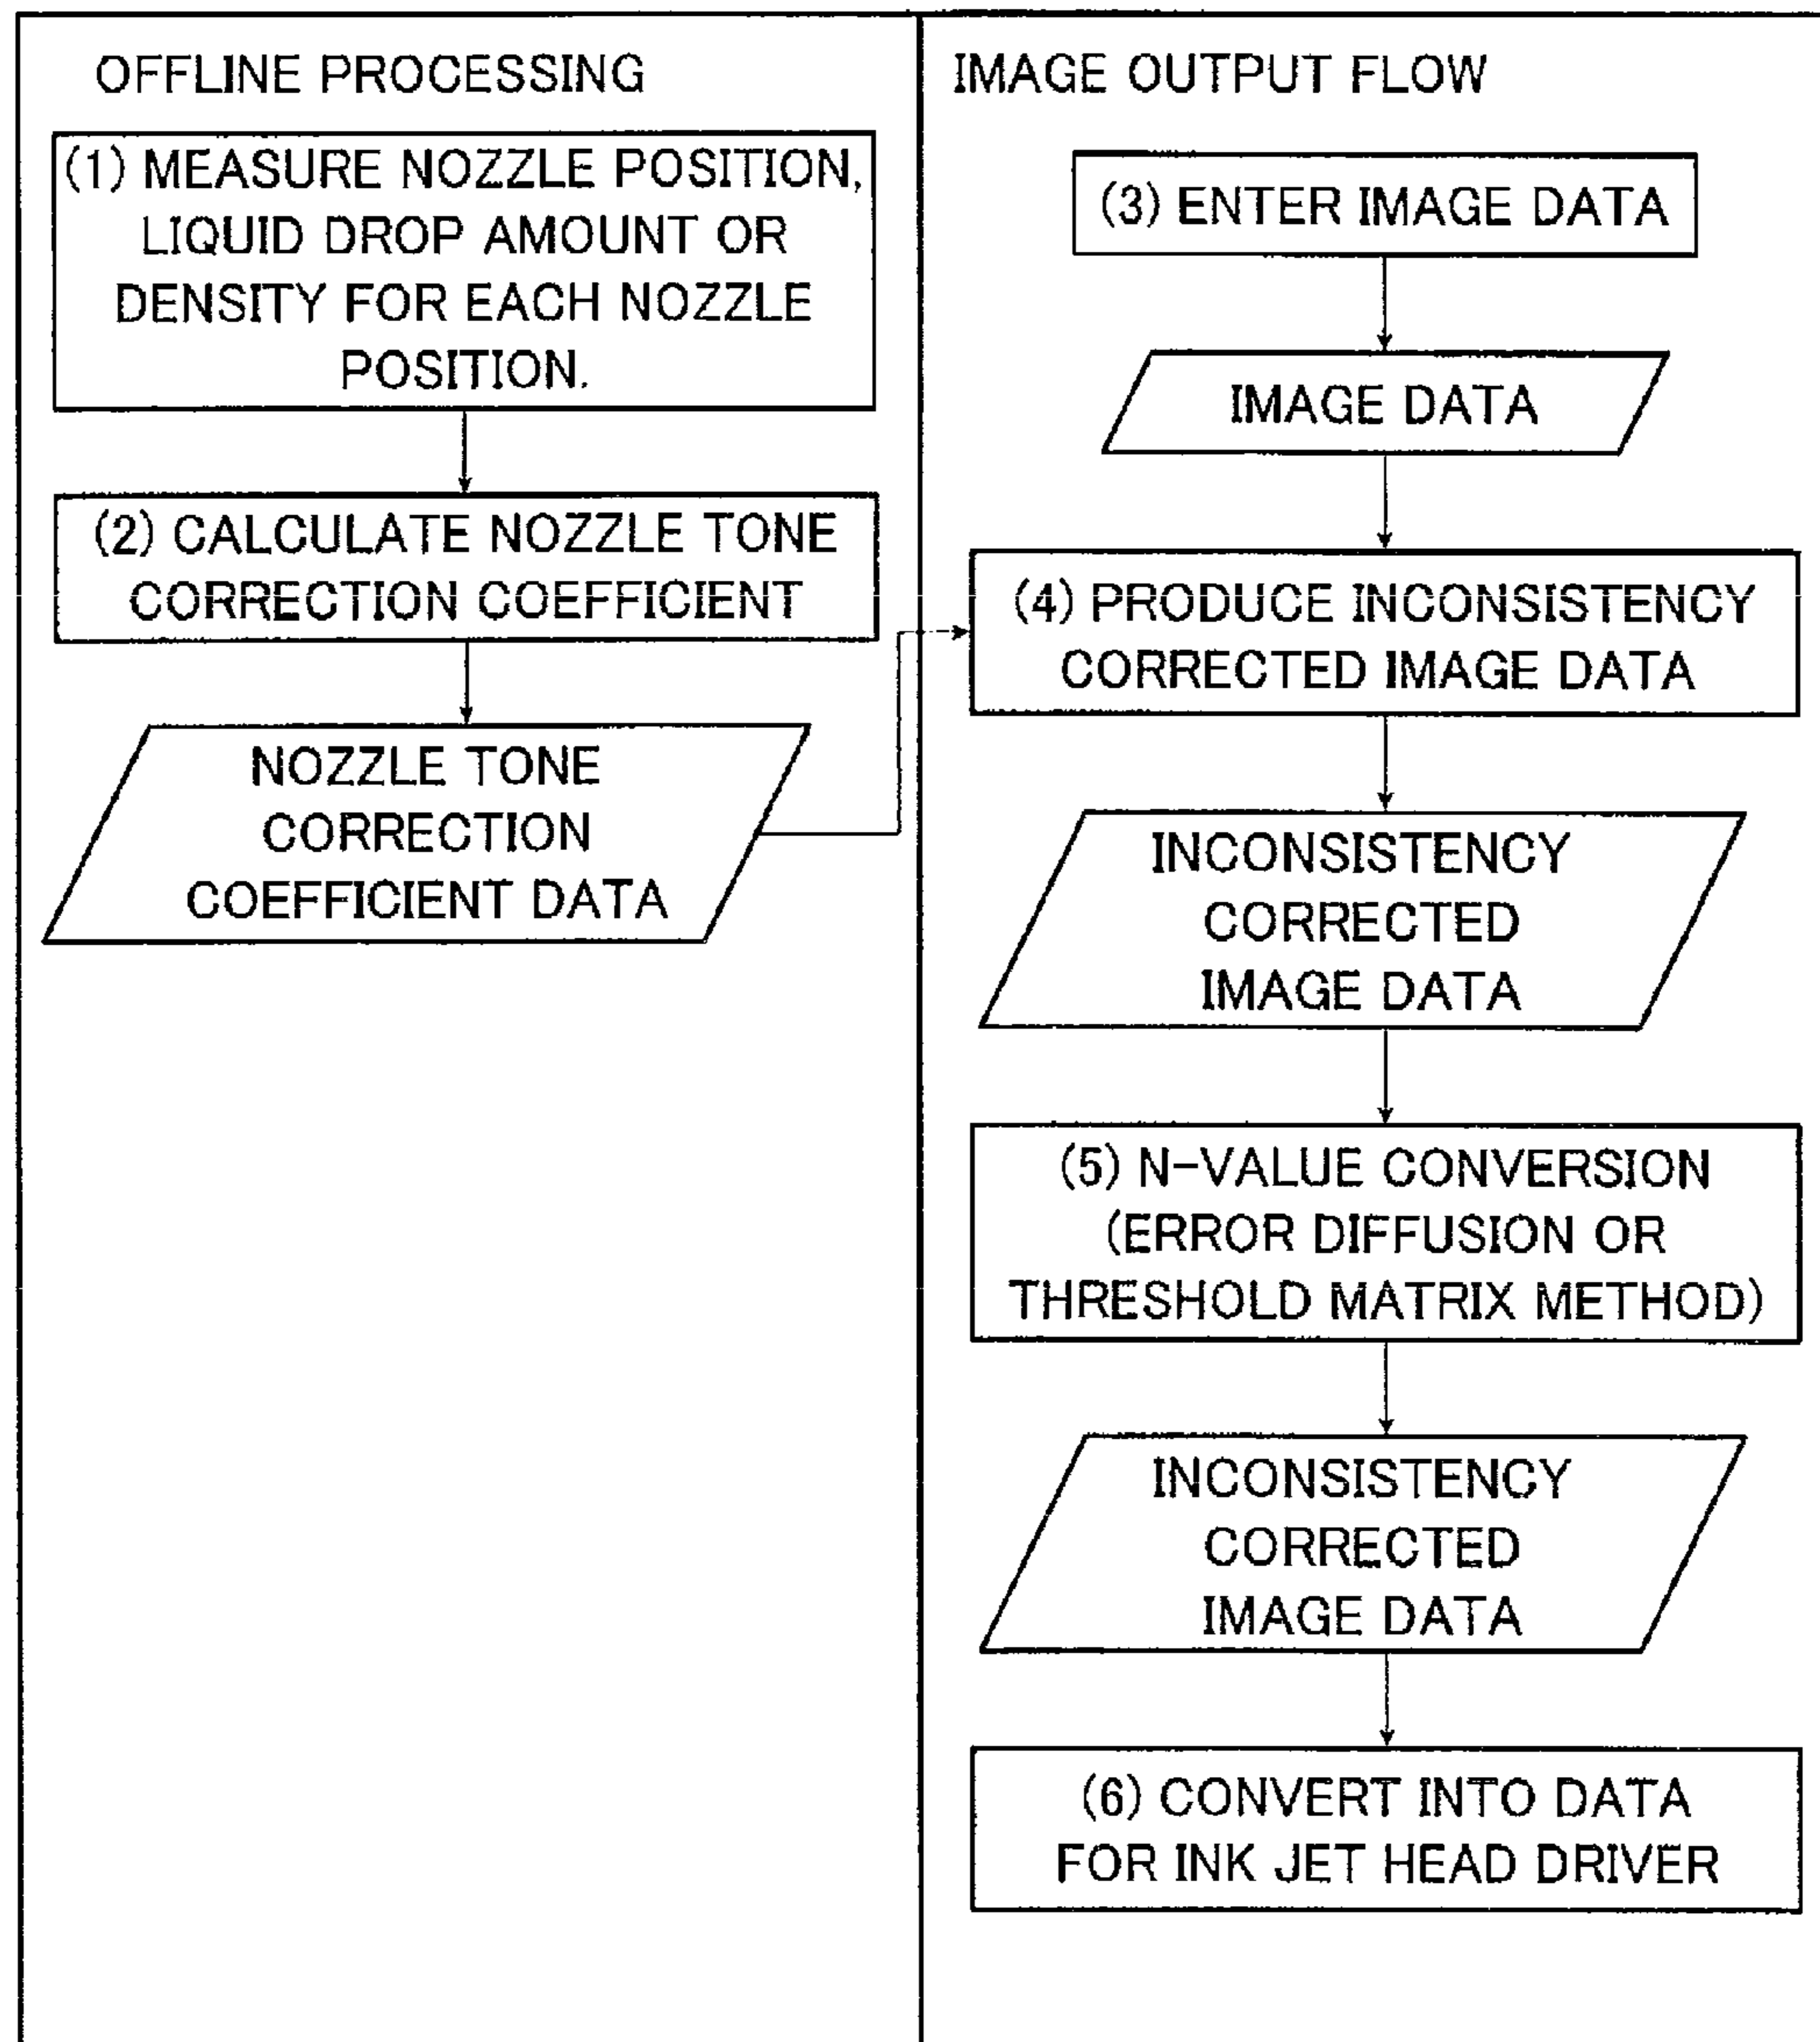 OFFLINE PROCESSING
(1) MEASURE NOZZLE POSITION,
LIQUID DROP AMOUNT OR
DENSITY FOR EACH NOZZLE
POSITION.
(2) CALCULATE NOZZLE TONE
CORRECTION COEFFICIENT
NOZZLE TONE
CORRECTION
COEFFICIENT DATA
IMAGE OUTPUT FLOW
(3) ENTER IMAGE DATA
IMAGE DATA
(4) PRODUCE INCONSISTENCY
CORRECTED IMAGE DATA
INCONSISTENCY
CORRECTED
IMAGE DATA
(5) N-VALUE CONVERSION
(ERROR DIFFUSION OR
THRESHOLD MATRIX METHOD)
INCONSISTENCY
CORRECTED
IMAGE DATA
(6) CONVERT INTO DATA
FOR INK JET HEAD DRIVER